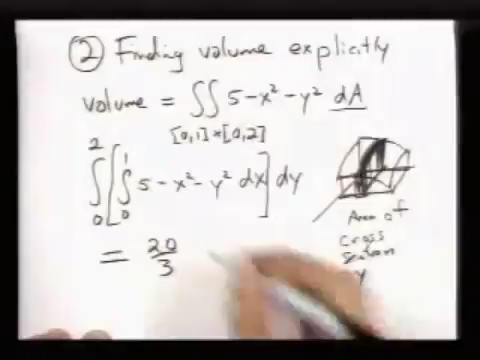 ② Finding volume explicitly
volume = ∬ 5-x²-y² dA
[0,1]×[0,2]
∫₀² [∫₀¹ 5-x²-y² dx] dy
= 20/3
Area of
Cross
Section
y